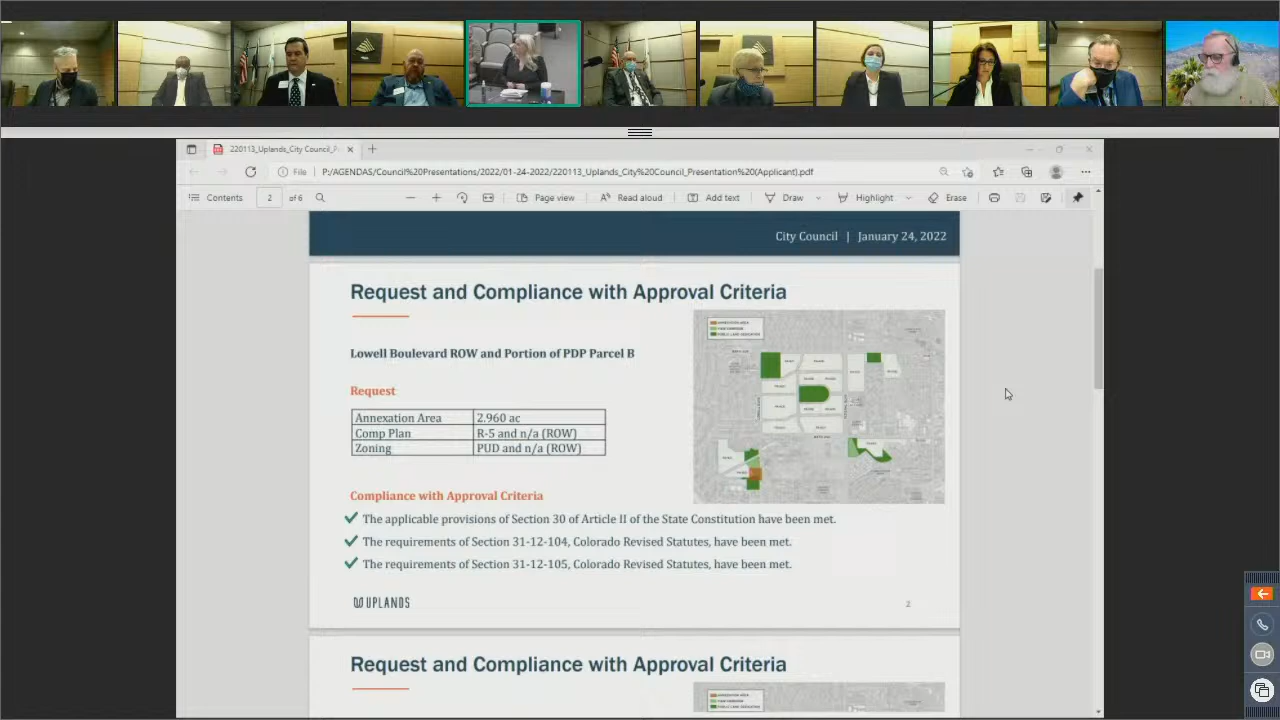 220113_Uplands_City Council_P
File
P:/AGENDAS/Council%20Presentations/2022/01-24-2022/220113_Uplands_City%20Council_Presentation%20(Applicant).pdf
Contents
2
of 6
Page view
Read aloud
Add text
Draw
Highlight
Erase
City Council | January 24, 2022
Request and Compliance with Approval Criteria
Lowell Boulevard ROW and Portion of PDP Parcel B
Request
Annexation Area 2.960 ac
Comp Plan R-5 and n/a (ROW)
Zoning PUD and n/a (ROW)
Compliance with Approval Criteria
The applicable provisions of Section 30 of Article II of the State Constitution have been met.
The requirements of Section 31-12-104, Colorado Revised Statutes, have been met.
The requirements of Section 31-12-105, Colorado Revised Statutes, have been met.
UPLANDS
2
Request and Compliance with Approval Criteria